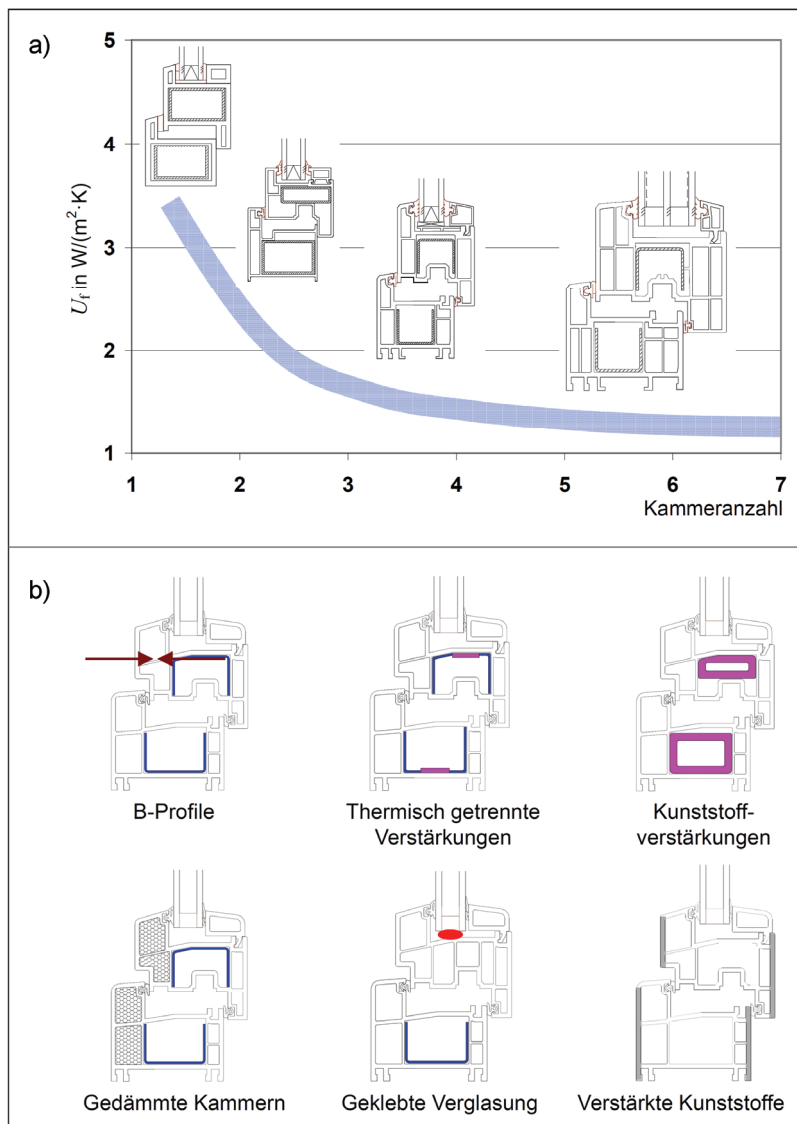 a)
5
4
3
2
1
U_f in W/(m²·K)
1 2 3 4 5 6 7
Kammeranzahl
b)
B-Profile
Thermisch getrennte
Verstärkungen
Kunststoff-
verstärkungen
Gedämmte Kammern
Geklebte Verglasung
Verstärkte Kunststoffe